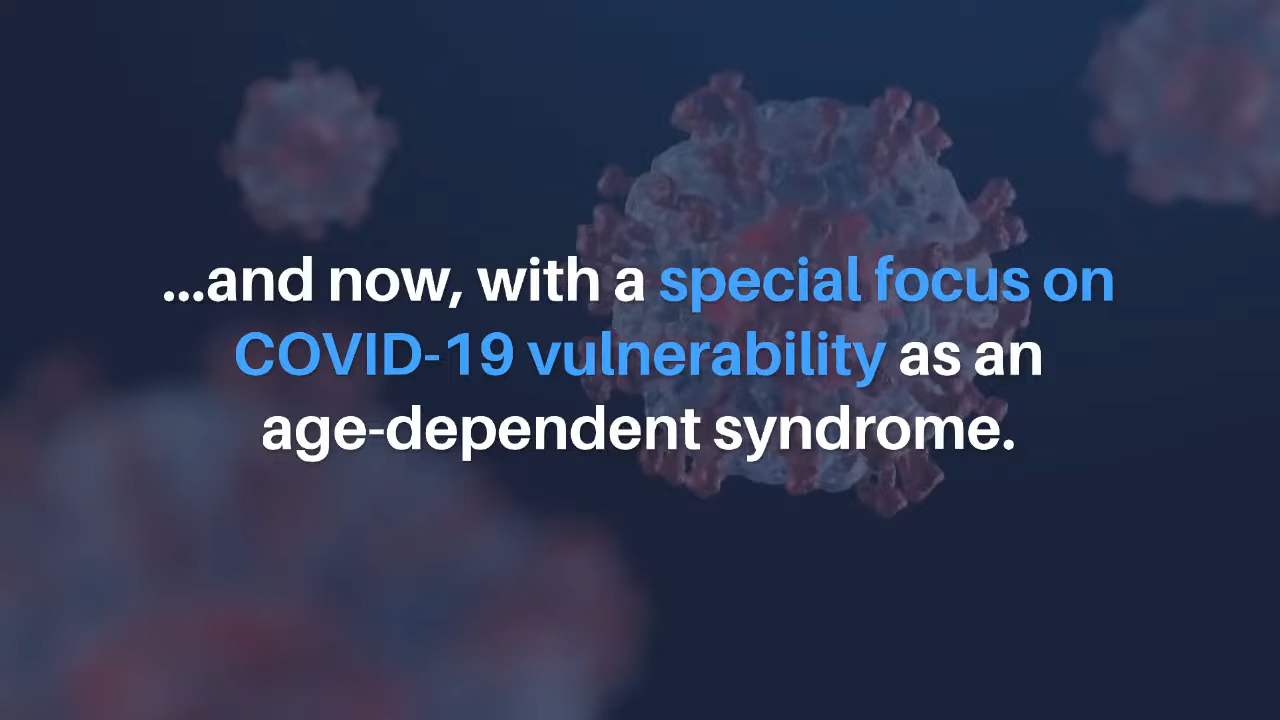 ...and now, with a special focus on
COVID-19 vulnerability as an
age-dependent syndrome.